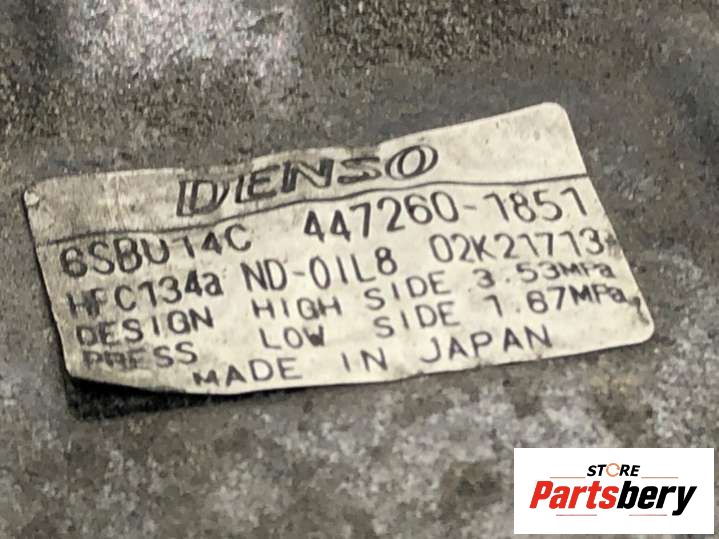 DENSO
6SBU14C 447260-1851
HFC134a ND-OIL8 02K21713*
DESIGN HIGH SIDE 3.53MPa
PRESS LOW SIDE 1.67MPa
MADE IN JAPAN
STORE
Partsbery